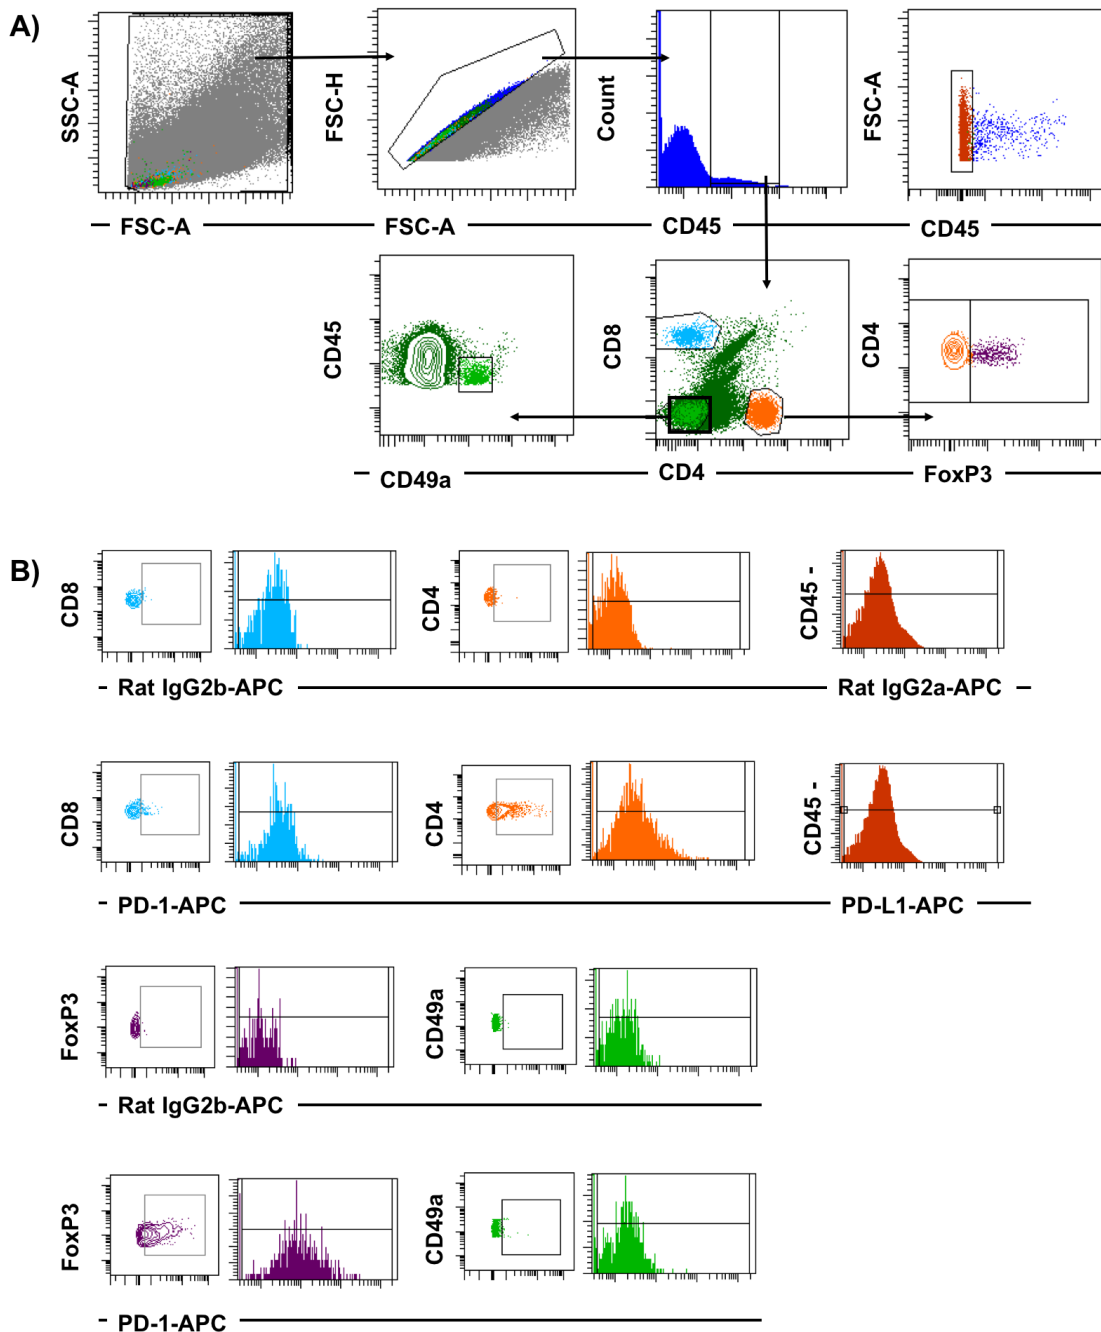 A)
SSC-A
FSC-H
Count
FSC-A
FSC-A
FSC-A
CD45
CD45
CD45
CD8
CD4
CD49a
CD4
FoxP3
B)
CD8
CD4
CD45 -
Rat IgG2b-APC
Rat IgG2a-APC
CD8
CD4
CD45 -
PD-1-APC
PD-L1-APC
FoxP3
CD49a
Rat IgG2b-APC
FoxP3
CD49a
PD-1-APC